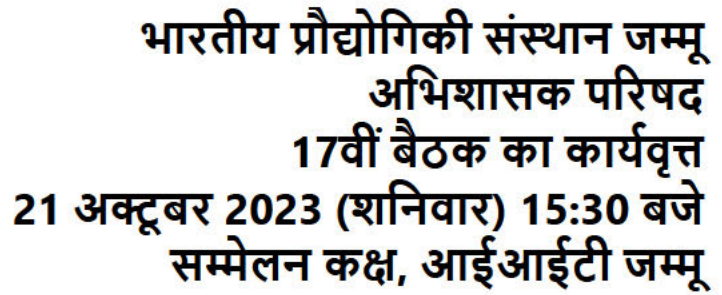 भारतीय प्रौद्योगिकी संस्थान जम्मू
अभिशासक परिषद
17वीं बैठक का कार्यवृत्त
21 अक्टूबर 2023 (शनिवार) 15:30 बजे
सम्मेलन कक्ष, आईआईटी जम्मू